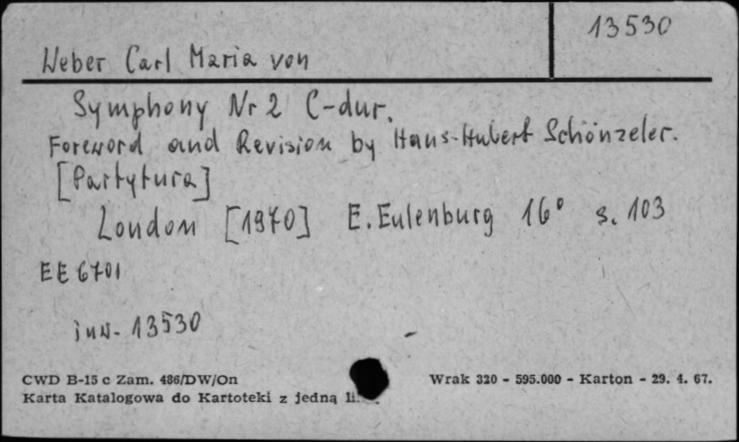 13530
Weber Carl Maria von
Symphony Nr 2 C-dur.
Foreword and Revision by Hans-Hubert Schönzeler.
[Partytura]
London [1970] E. Eulenburg 16° s. 103
EE 6701
inw. 13530
CWD B-15 c Zam. 486/DW/On
Wrak 320 - 595.000 - Karton - 29. 4. 67.
Karta Katalogowa do Kartoteki z jedną